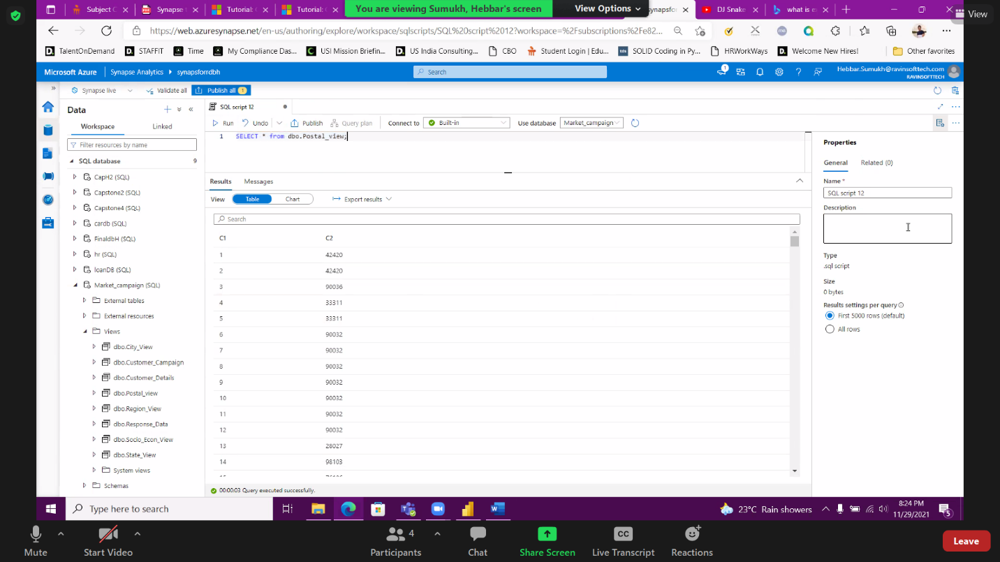 You are viewing Sumukh, Hebbar's screen
View Options
View
Subject C
Synapse
Tutorial:
Tutorial:
synapsfor
DJ Snake
what is e
https://web.azuresynapse.net/en-us/authoring/explore/workspace/sqlscripts/SQL%20script%2012?workspace=%2Fsubscriptions%2Fe82...
TalentOnDemand
STAFFIT
Time
My Compliance Das...
USI Mission Briefin...
US India Consulting...
CBO
Student Login | Edu...
SOLID Coding in Py...
HRWorkWays
Welcome New Hires!
Other favorites
Microsoft Azure
Synapse Analytics
synapsforrdbh
Search
1
Hebbar.Sumukh@ravinsofttech.com
RAVINSOFTTECH
Synapse live
Validate all
Publish all 1
Data
Workspace
Linked
Filter resources by name
SQL database 9
CapH2 (SQL)
Capstone2 (SQL)
Capstone4 (SQL)
cardb (SQL)
FinaldbH (SQL)
hr (SQL)
loanDB (SQL)
Market_campaign (SQL)
External tables
External resources
Views
dbo.City_View
dbo.Customer_Campaign
dbo.Customer_Details
dbo.Postal_view
dbo.Region_View
dbo.Response_Data
dbo.Socio_Econ_View
dbo.State_View
System views
Schemas
SQL script 12
Run
Undo
Publish
Query plan
Connect to
Built-in
Use database
Market_campaign
1 SELECT * from dbo.Postal_view;
Results
Messages
View
Table
Chart
Export results
Search
C1 C2
1 42420
2 42420
3 90036
4 33311
5 33311
6 90032
7 90032
8 90032
9 90032
10 90032
11 90032
12 90032
13 28027
14 98103
00:00:03 Query executed successfully.
Properties
General
Related (0)
Name *
SQL script 12
Description
Type
.sql script
Size
0 bytes
Results settings per query
First 5000 rows (default)
All rows
Type here to search
23°C Rain showers
8:24 PM
11/29/2021
5
Mute
Start Video
4
Participants
Chat
Share Screen
CC
Live Transcript
Reactions
Leave